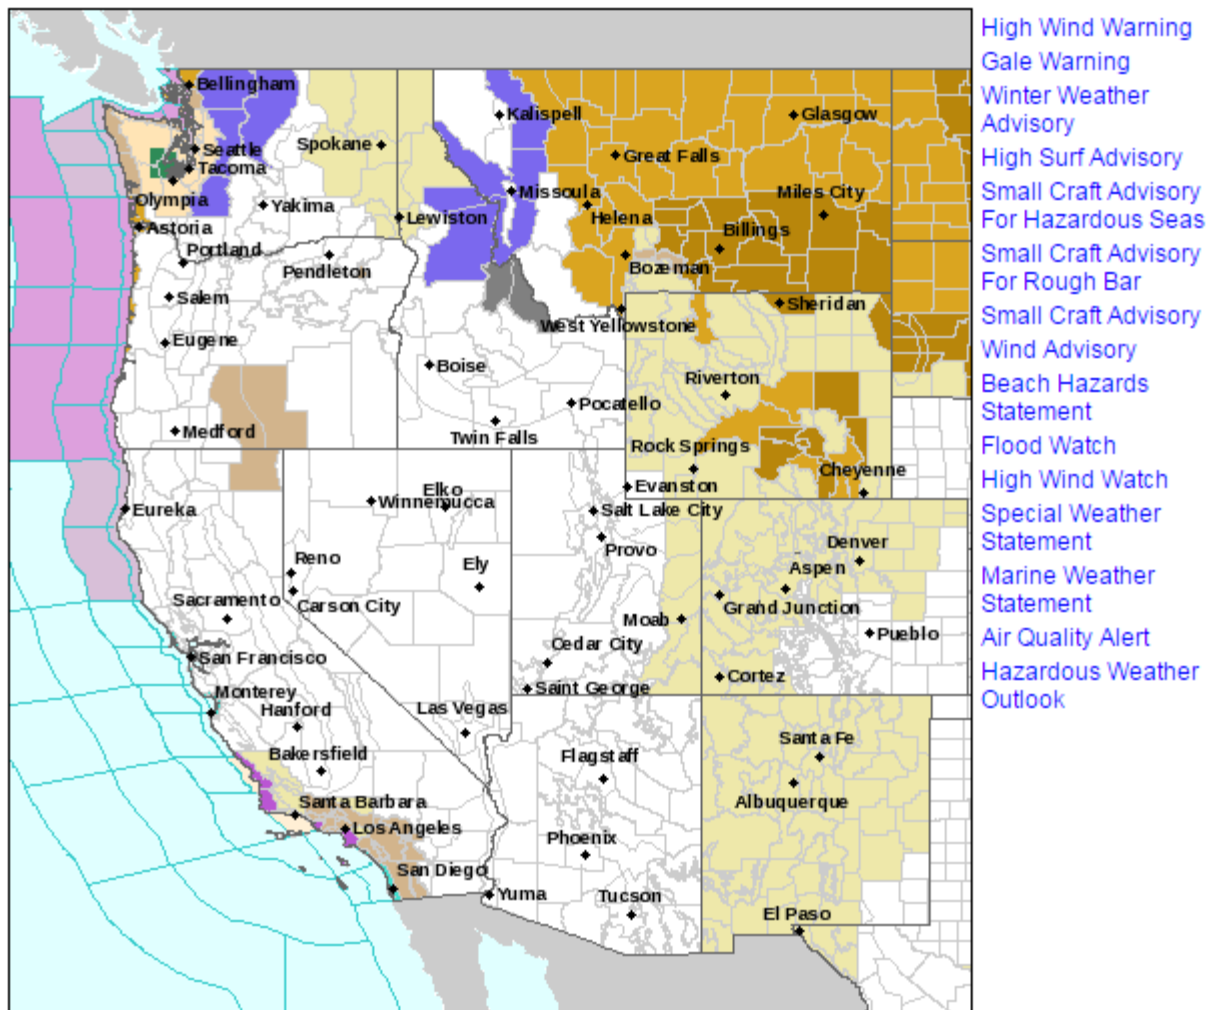 High Wind Warning
Gale Warning
Winter Weather
Advisory
High Surf Advisory
Small Craft Advisory
For Hazardous Seas
Small Craft Advisory
For Rough Bar
Small Craft Advisory
Wind Advisory
Beach Hazards
Statement
Flood Watch
High Wind Watch
Special Weather
Statement
Marine Weather
Statement
Air Quality Alert
Hazardous Weather
Outlook
Bellingham
Kalispell
Glasgow
Seattle
Spokane
Great Falls
Tacoma
Missoula
Miles City
Olympia
Yakima
Lewiston
Helena
Astoria
Billings
Portland
Pendleton
Bozeman
Salem
Sheridan
West Yellowstone
Eugene
Boise
Riverton
Pocatello
Medford
Twin Falls
Rock Springs
Cheyenne
Evanston
Elko
Winnemucca
Eureka
Salt Lake City
Provo
Denver
Reno
Ely
Aspen
Sacramento
Carson City
Grand Junction
Moab
Pueblo
San Francisco
Cedar City
Cortez
Saint George
Monterey
Hanford
Las Vegas
Santa Fe
Bakersfield
Flagstaff
Albuquerque
Santa Barbara
Los Angeles
Phoenix
San Diego
Yuma
Tucson
El Paso